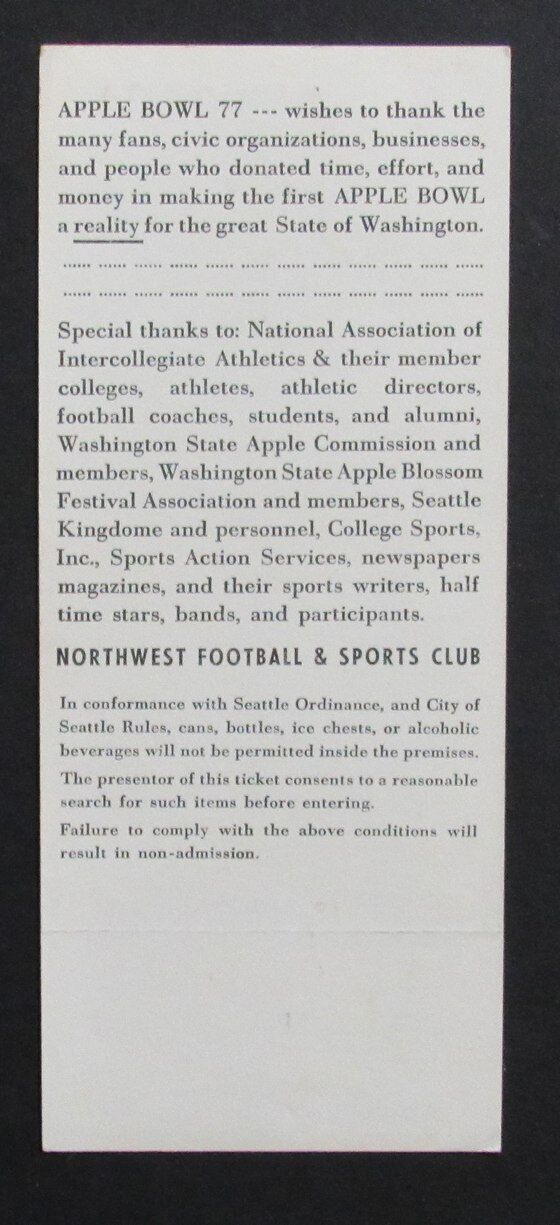 APPLE BOWL 77 --- wishes to thank the
many fans, civic organizations, businesses,
and people who donated time, effort, and
money in making the first APPLE BOWL
a reality for the great State of Washington.
...... ...... ...... ...... ...... ...... ...... ...... ...... ...... ...... ......
...... ...... ...... ...... ...... ...... ...... ...... ...... ...... ...... ......
Special thanks to: National Association of
Intercollegiate Athletics & their member
colleges, athletes, athletic directors,
football coaches, students, and alumni,
Washington State Apple Commission and
members, Washington State Apple Blossom
Festival Association and members, Seattle
Kingdome and personnel, College Sports,
Inc., Sports Action Services, newspapers
magazines, and their sports writers, half
time stars, bands, and participants.
NORTHWEST FOOTBALL & SPORTS CLUB
In conformance with Seattle Ordinance, and City of
Seattle Rules, cans, bottles, ice chests, or alcoholic
beverages will not be permitted inside the premises.
The presentor of this ticket consents to a reasonable
search for such items before entering.
Failure to comply with the above conditions will
result in non-admission.